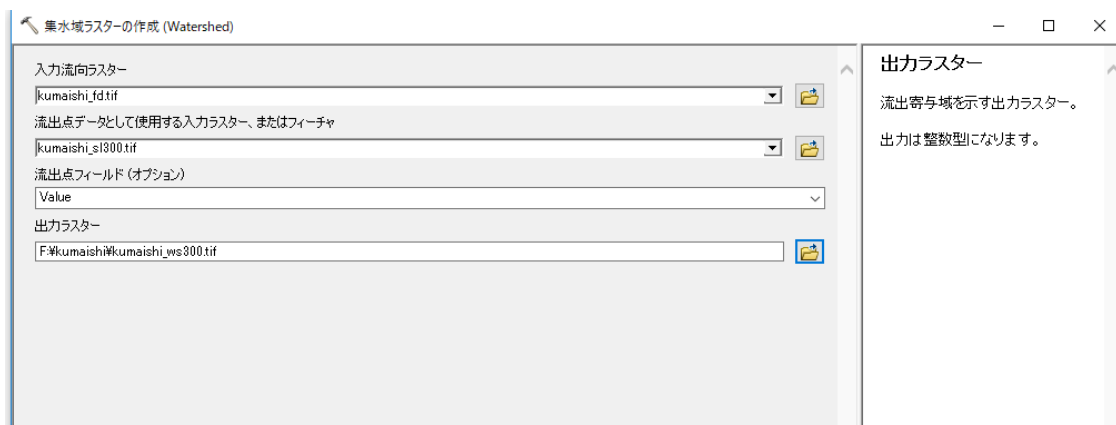 集水域ラスターの作成 (Watershed)
入力流向ラスター
kumaishi_fd.tif
流出点データとして使用する入力ラスター、またはフィーチャ
kumaishi_sl300.tif
流出点フィールド (オプション)
Value
出力ラスター
F:¥kumaishi¥kumaishi_ws300.tif
出力ラスター
流出寄与域を示す出力ラスター。
出力は整数型になります。